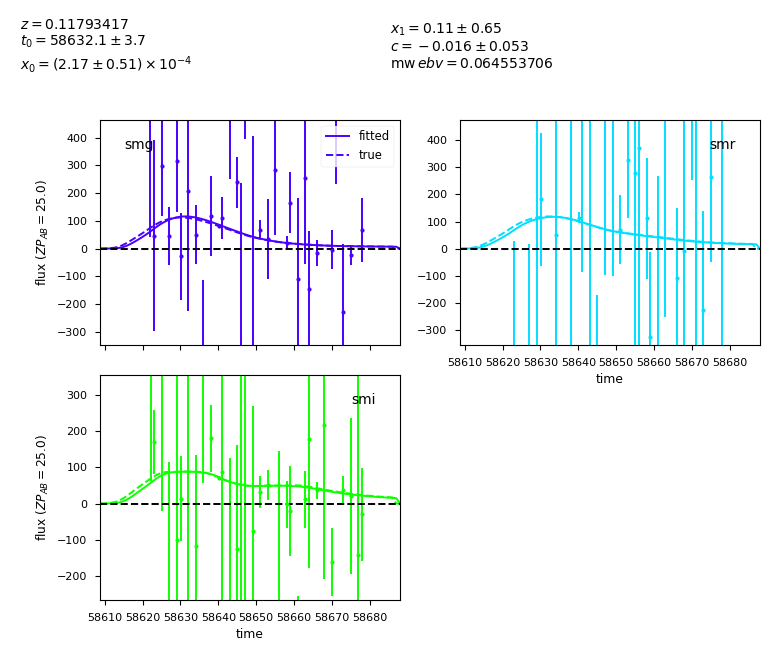 z = 0.11793417
t₀ = 58632.1 ± 3.7
x₀ = (2.17 ± 0.51) × 10⁻⁴
x₁ = 0.11 ± 0.65
c = −0.016 ± 0.053
mw ebv = 0.064553706
smg
fitted
true
400
300
200
100
0
−100
−200
−300
flux (ZP_AB = 25.0)
smr
400
300
200
100
0
−100
−200
−300
58610 58620 58630 58640 58650 58660 58670 58680
time
smi
300
200
100
0
−100
−200
flux (ZP_AB = 25.0)
58610 58620 58630 58640 58650 58660 58670 58680
time